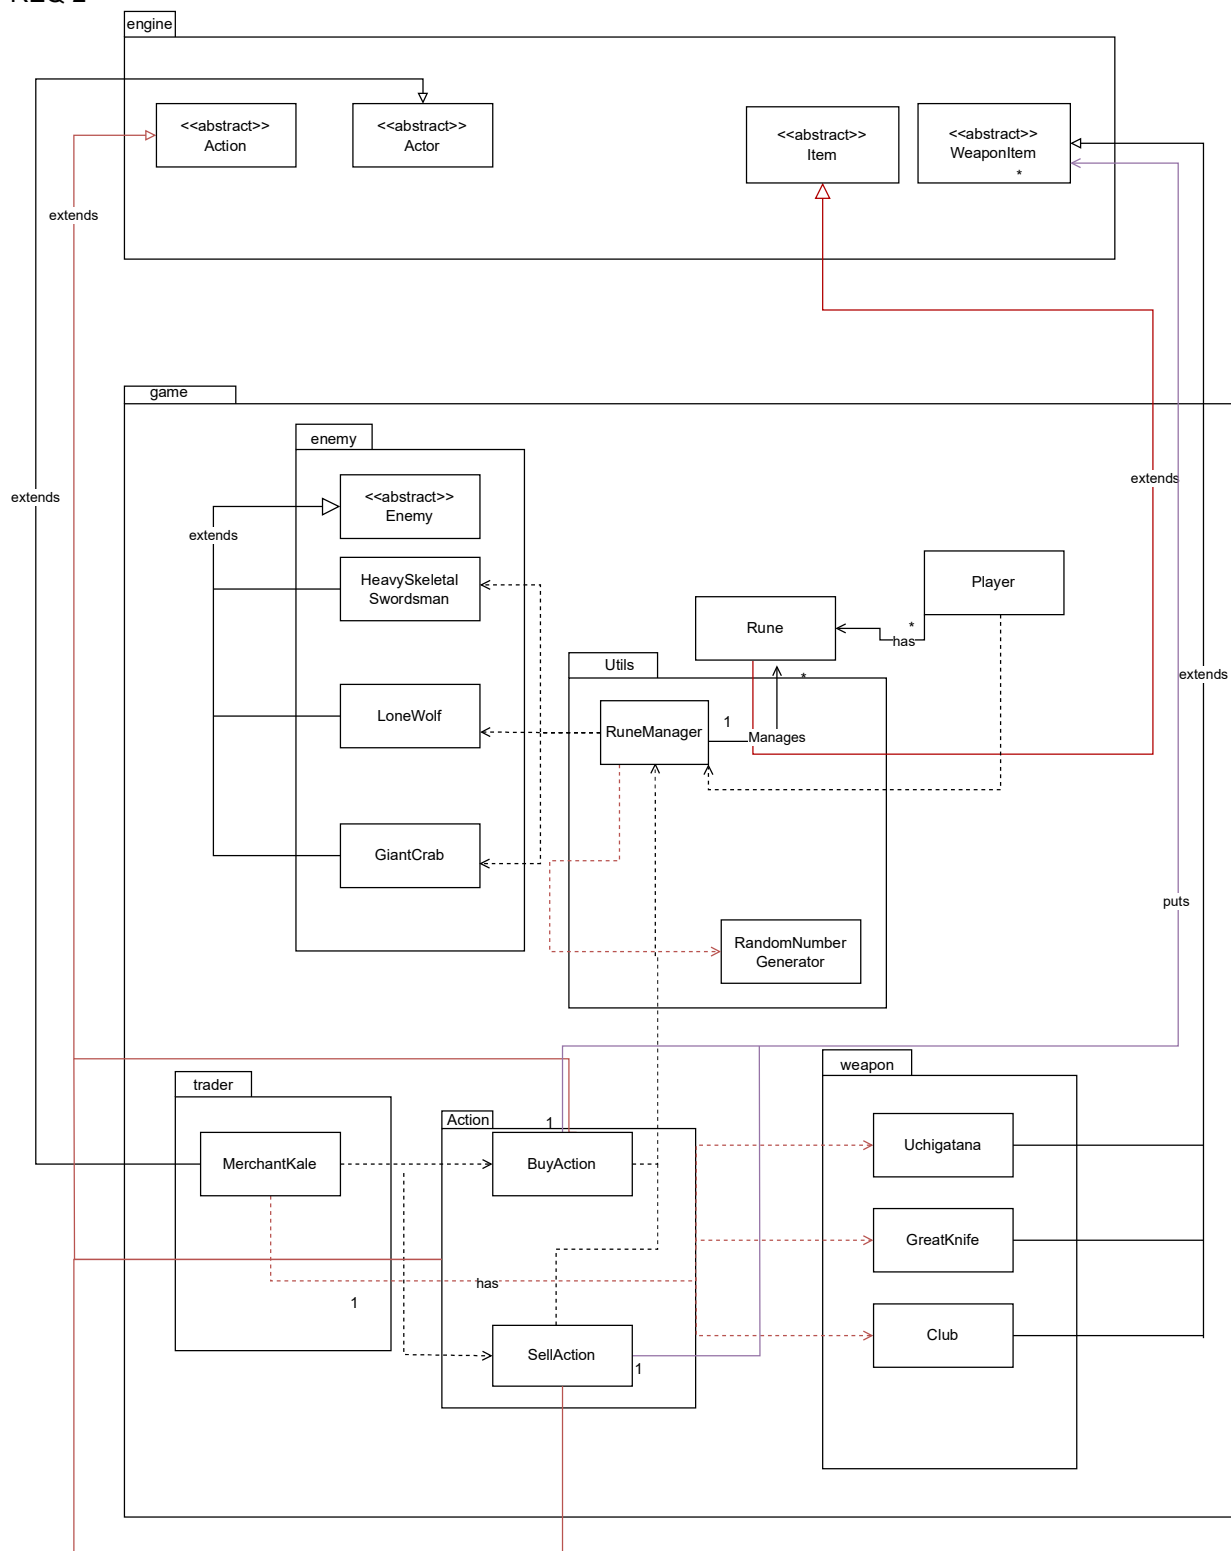 engine
<<abstract>>
Action
<<abstract>>
Actor
<<abstract>>
Item
<<abstract>>
WeaponItem
*
extends
game
enemy
extends
<<abstract>>
Enemy
extends
extends
HeavySkeletal
Swordsman
Player
Rune
*
has
Utils
*
extends
LoneWolf
RuneManager
1
Manages
GiantCrab
puts
RandomNumber
Generator
weapon
trader
Action
1
Uchigatana
MerchantKale
BuyAction
GreatKnife
has
1
Club
SellAction
1